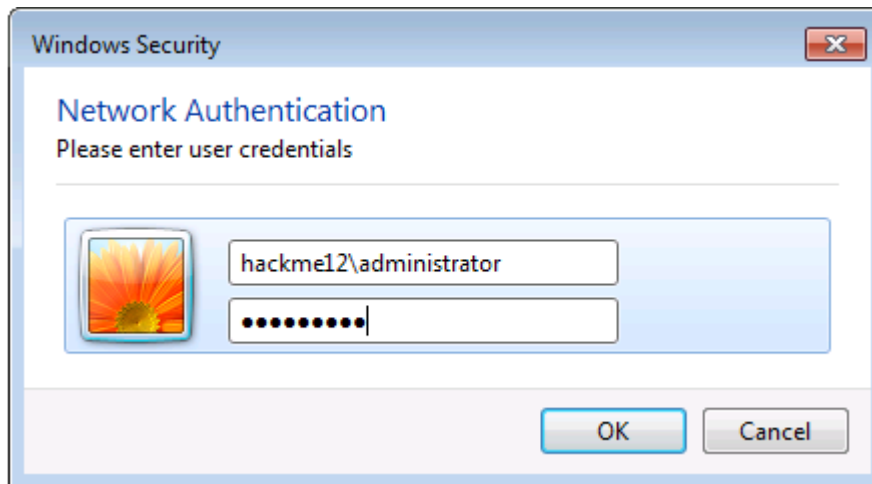 Windows Security
Network Authentication
Please enter user credentials
hackme12\administrator
●●●●●●●●●
OK
Cancel